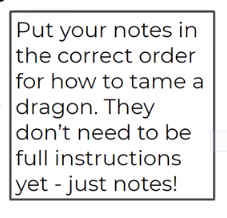 Put your notes in
the correct order
for how to tame a
dragon. They
don’t need to be
full instructions
yet - just notes!